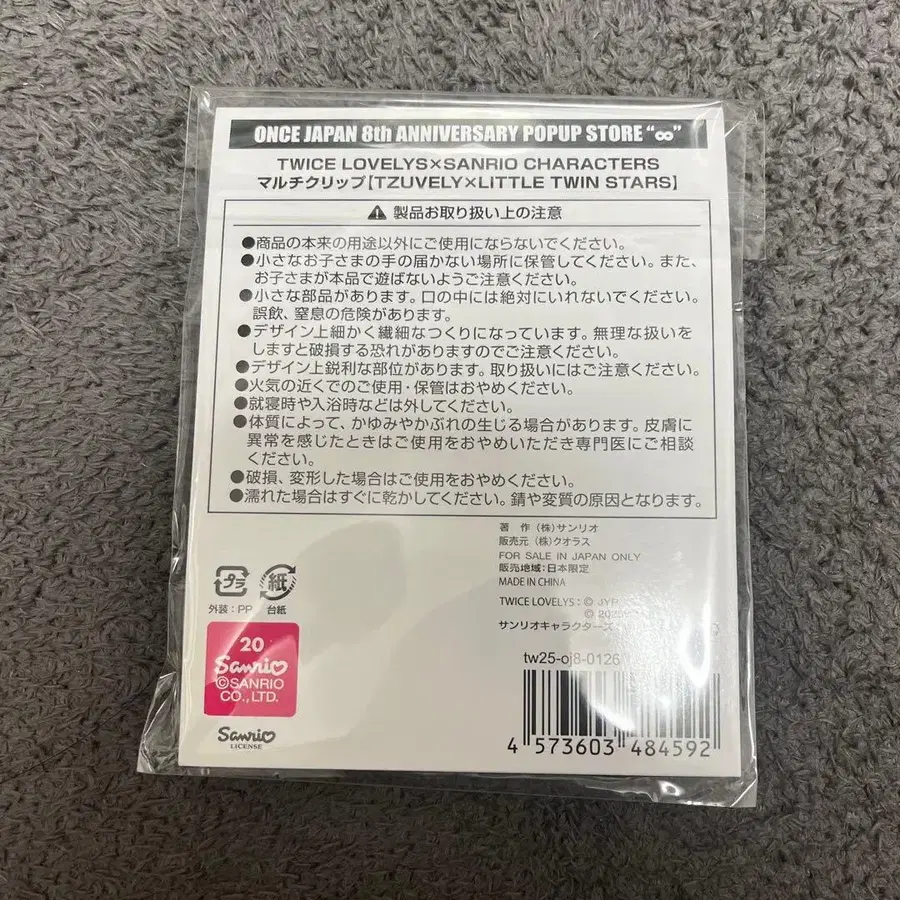 ONCE JAPAN 8th ANNIVERSARY POPUP STORE "∞"
TWICE LOVELYS×SANRIO CHARACTERS
マルチクリップ【TZUVELY×LITTLE TWIN STARS】
⚠ 製品お取り扱い上の注意
●商品の本来の用途以外にご使用にならないでください。
●小さなお子さまの手の届かない場所に保管してください。また、
お子さまが本品で遊ばないようご注意ください。
●小さな部品があります。口の中には絶対にいれないでください。
誤飲、窒息の危険があります。
●デザイン上細かく繊細なつくりになっています。無理な扱いを
しますと破損する恐れがありますのでご注意ください。
●デザイン上鋭利な部位があります。取り扱いにはご注意ください。
●火気の近くでのご使用・保管はおやめください。
●就寝時や入浴時などは外してください。
●体質によって、かゆみやかぶれの生じる場合があります。皮膚に
異常を感じたときはご使用をおやめいただき専門医にご相談
ください。
●破損、変形した場合はご使用をおやめください。
●濡れた場合はすぐに乾かしてください。錆や変質の原因となります。
著 作 (株)サンリオ
販売元 (株)クオラス
FOR SALE IN JAPAN ONLY
販売地域:日本限定
MADE IN CHINA
TWICE LOVELYS:© JYP
©
サンリオキャラクターズ
プラ
紙
外装:PP
台紙
20
Sanrio
©SANRIO
CO., LTD.
Sanrio
LICENSE
tw25-oj8-0126
4 573603 484592